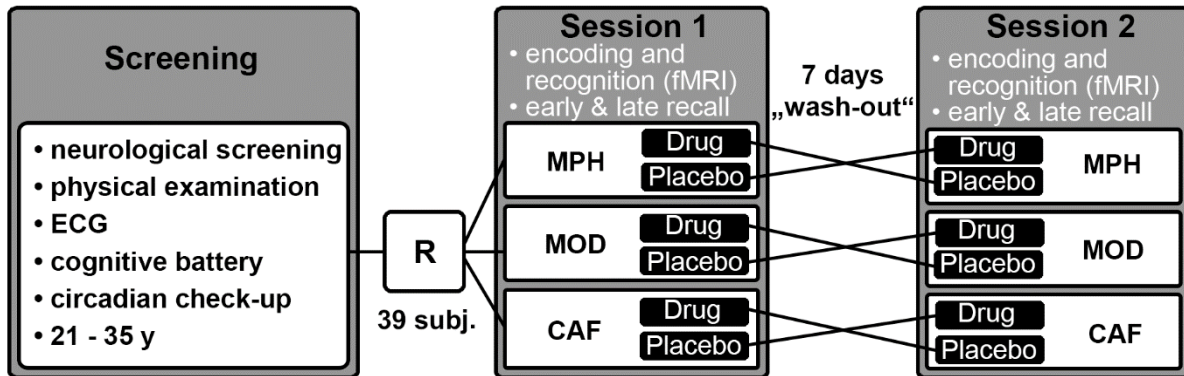 Screening
• neurological screening
• physical examination
• ECG
• cognitive battery
• circadian check-up
• 21 - 35 y
R
39 subj.
Session 1
• encoding and
recognition (fMRI)
• early & late recall
MPH
Drug
Placebo
MOD
Drug
Placebo
CAF
Drug
Placebo
7 days
„wash-out“
Session 2
• encoding and
recognition (fMRI)
• early & late recall
Drug
Placebo
MPH
Drug
Placebo
MOD
Drug
Placebo
CAF